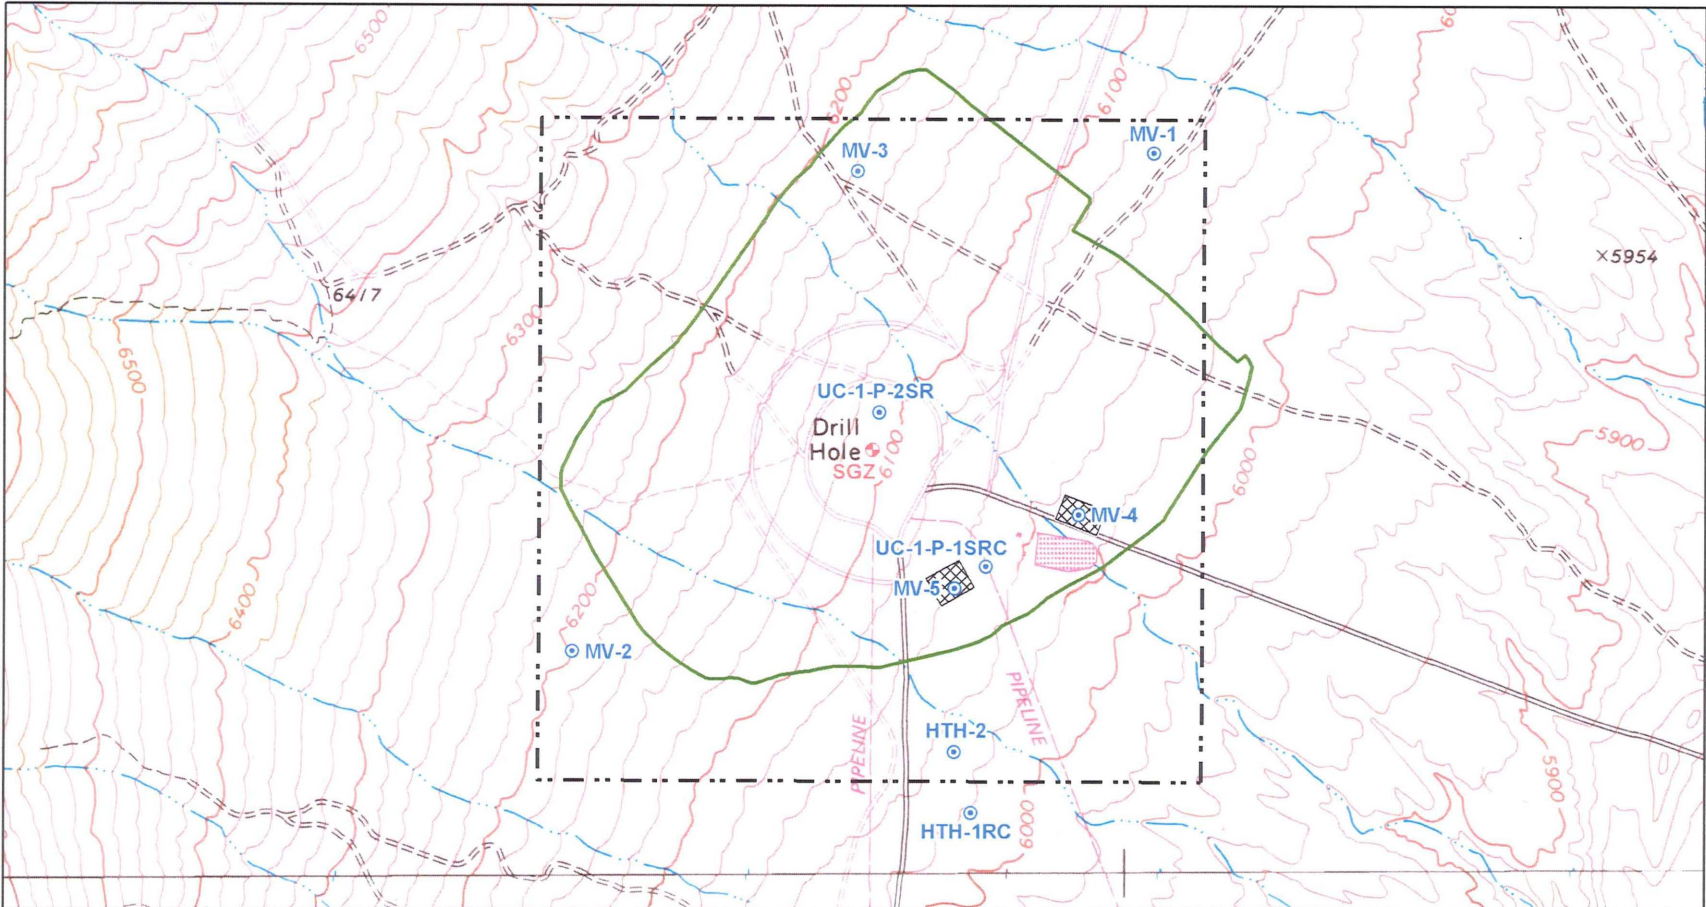 6500
60
6200
6100
MV-1
MV-3
×5954
6417
6300
6500
UC-1-P-2SR
Drill
Hole
SGZ
6100
5900
6000
MV-4
UC-1-P-1SRC
MV-5
6400
6200
MV-2
PIPELINE
PIPELINE
HTH-2
5900
HTH-1RC
6000